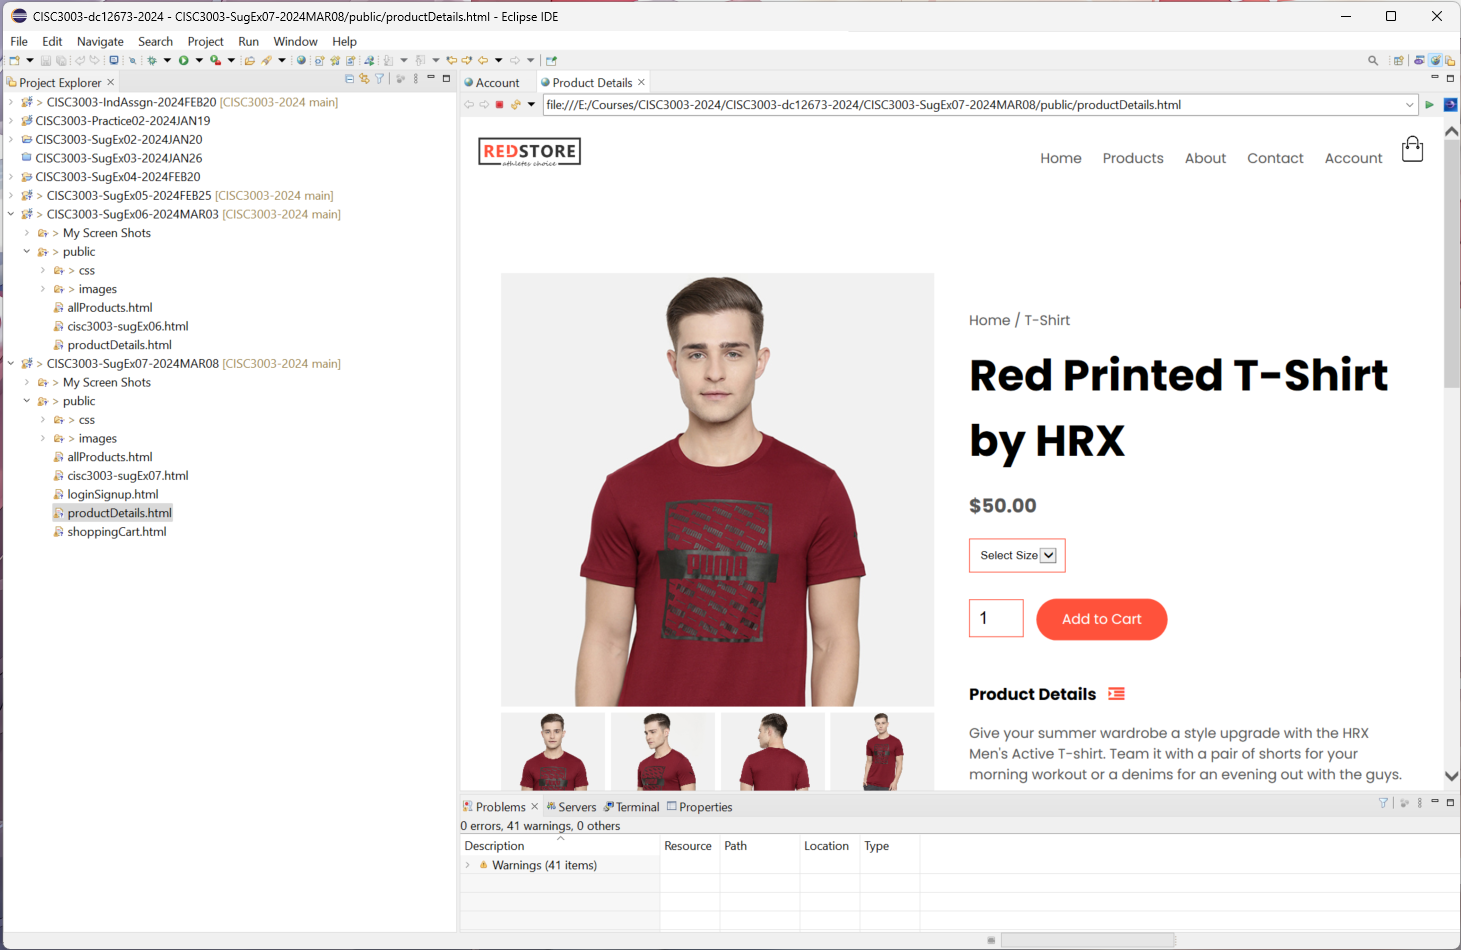 CISC3003-dc12673-2024 - CISC3003-SugEx07-2024MAR08/public/productDetails.html - Eclipse IDE
File Edit Navigate Search Project Run Window Help
Project Explorer
> CISC3003-IndAssgn-2024FEB20 [CISC3003-2024 main]
CISC3003-Practice02-2024JAN19
CISC3003-SugEx02-2024JAN20
CISC3003-SugEx03-2024JAN26
CISC3003-SugEx04-2024FEB20
> CISC3003-SugEx05-2024FEB25 [CISC3003-2024 main]
> CISC3003-SugEx06-2024MAR03 [CISC3003-2024 main]
> My Screen Shots
> public
> css
> images
allProducts.html
cisc3003-sugEx06.html
productDetails.html
> CISC3003-SugEx07-2024MAR08 [CISC3003-2024 main]
> My Screen Shots
> public
> css
> images
allProducts.html
cisc3003-sugEx07.html
loginSignup.html
productDetails.html
shoppingCart.html
Account Product Details
file:///E:/Courses/CISC3003-2024/CISC3003-dc12673-2024/CISC3003-SugEx07-2024MAR08/public/productDetails.html
REDSTORE
athletes choice
Home Products About Contact Account
PUMA
Home / T-Shirt
Red Printed T-Shirt
by HRX
$50.00
Select Size
1
Add to Cart
Product Details
Give your summer wardrobe a style upgrade with the HRX
Men's Active T-shirt. Team it with a pair of shorts for your
morning workout or a denims for an evening out with the guys.
Problems Servers Terminal Properties
0 errors, 41 warnings, 0 others
Description Resource Path Location Type
Warnings (41 items)